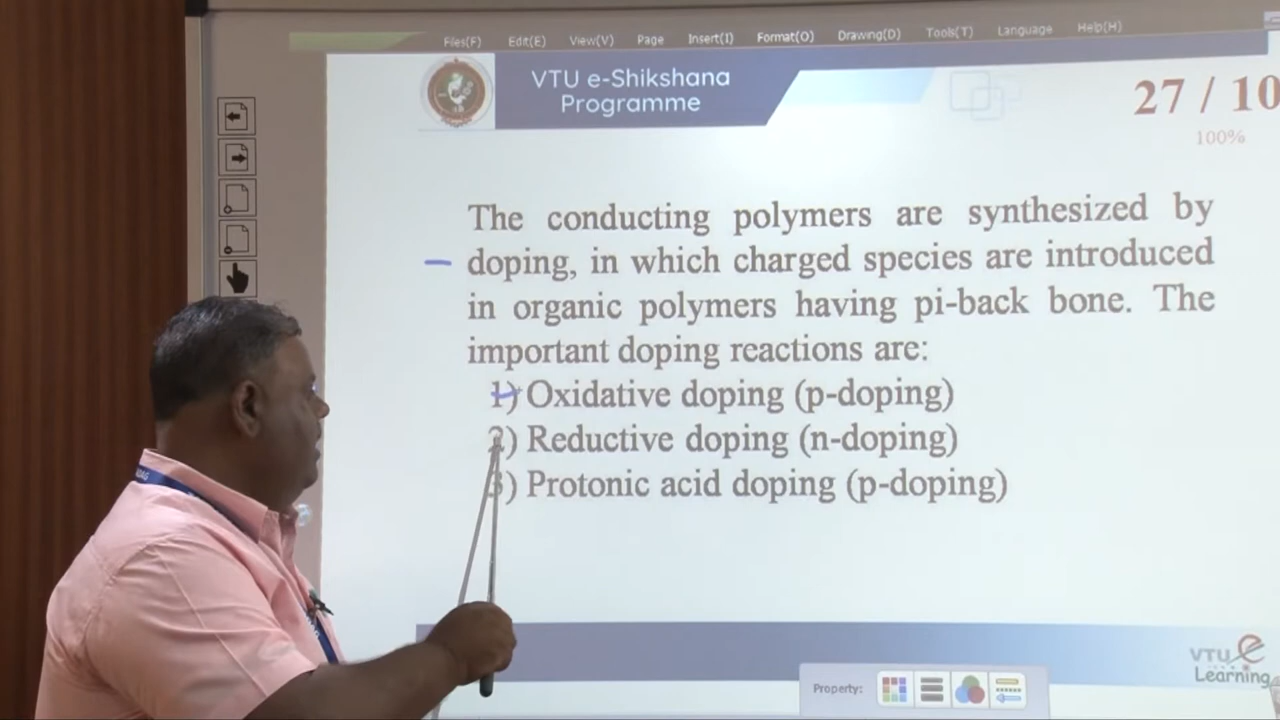 Files(F) Edit(E) View(V) Page Insert(I) Format(O) Drawing(D) Tools(T) Language Help(H)
VTU e-Shikshana
Programme
27 / 10
100%
The conducting polymers are synthesized by
doping, in which charged species are introduced
in organic polymers having pi-back bone. The
important doping reactions are:
1) Oxidative doping (p-doping)
2) Reductive doping (n-doping)
3) Protonic acid doping (p-doping)
VTU e
Learning
Property: